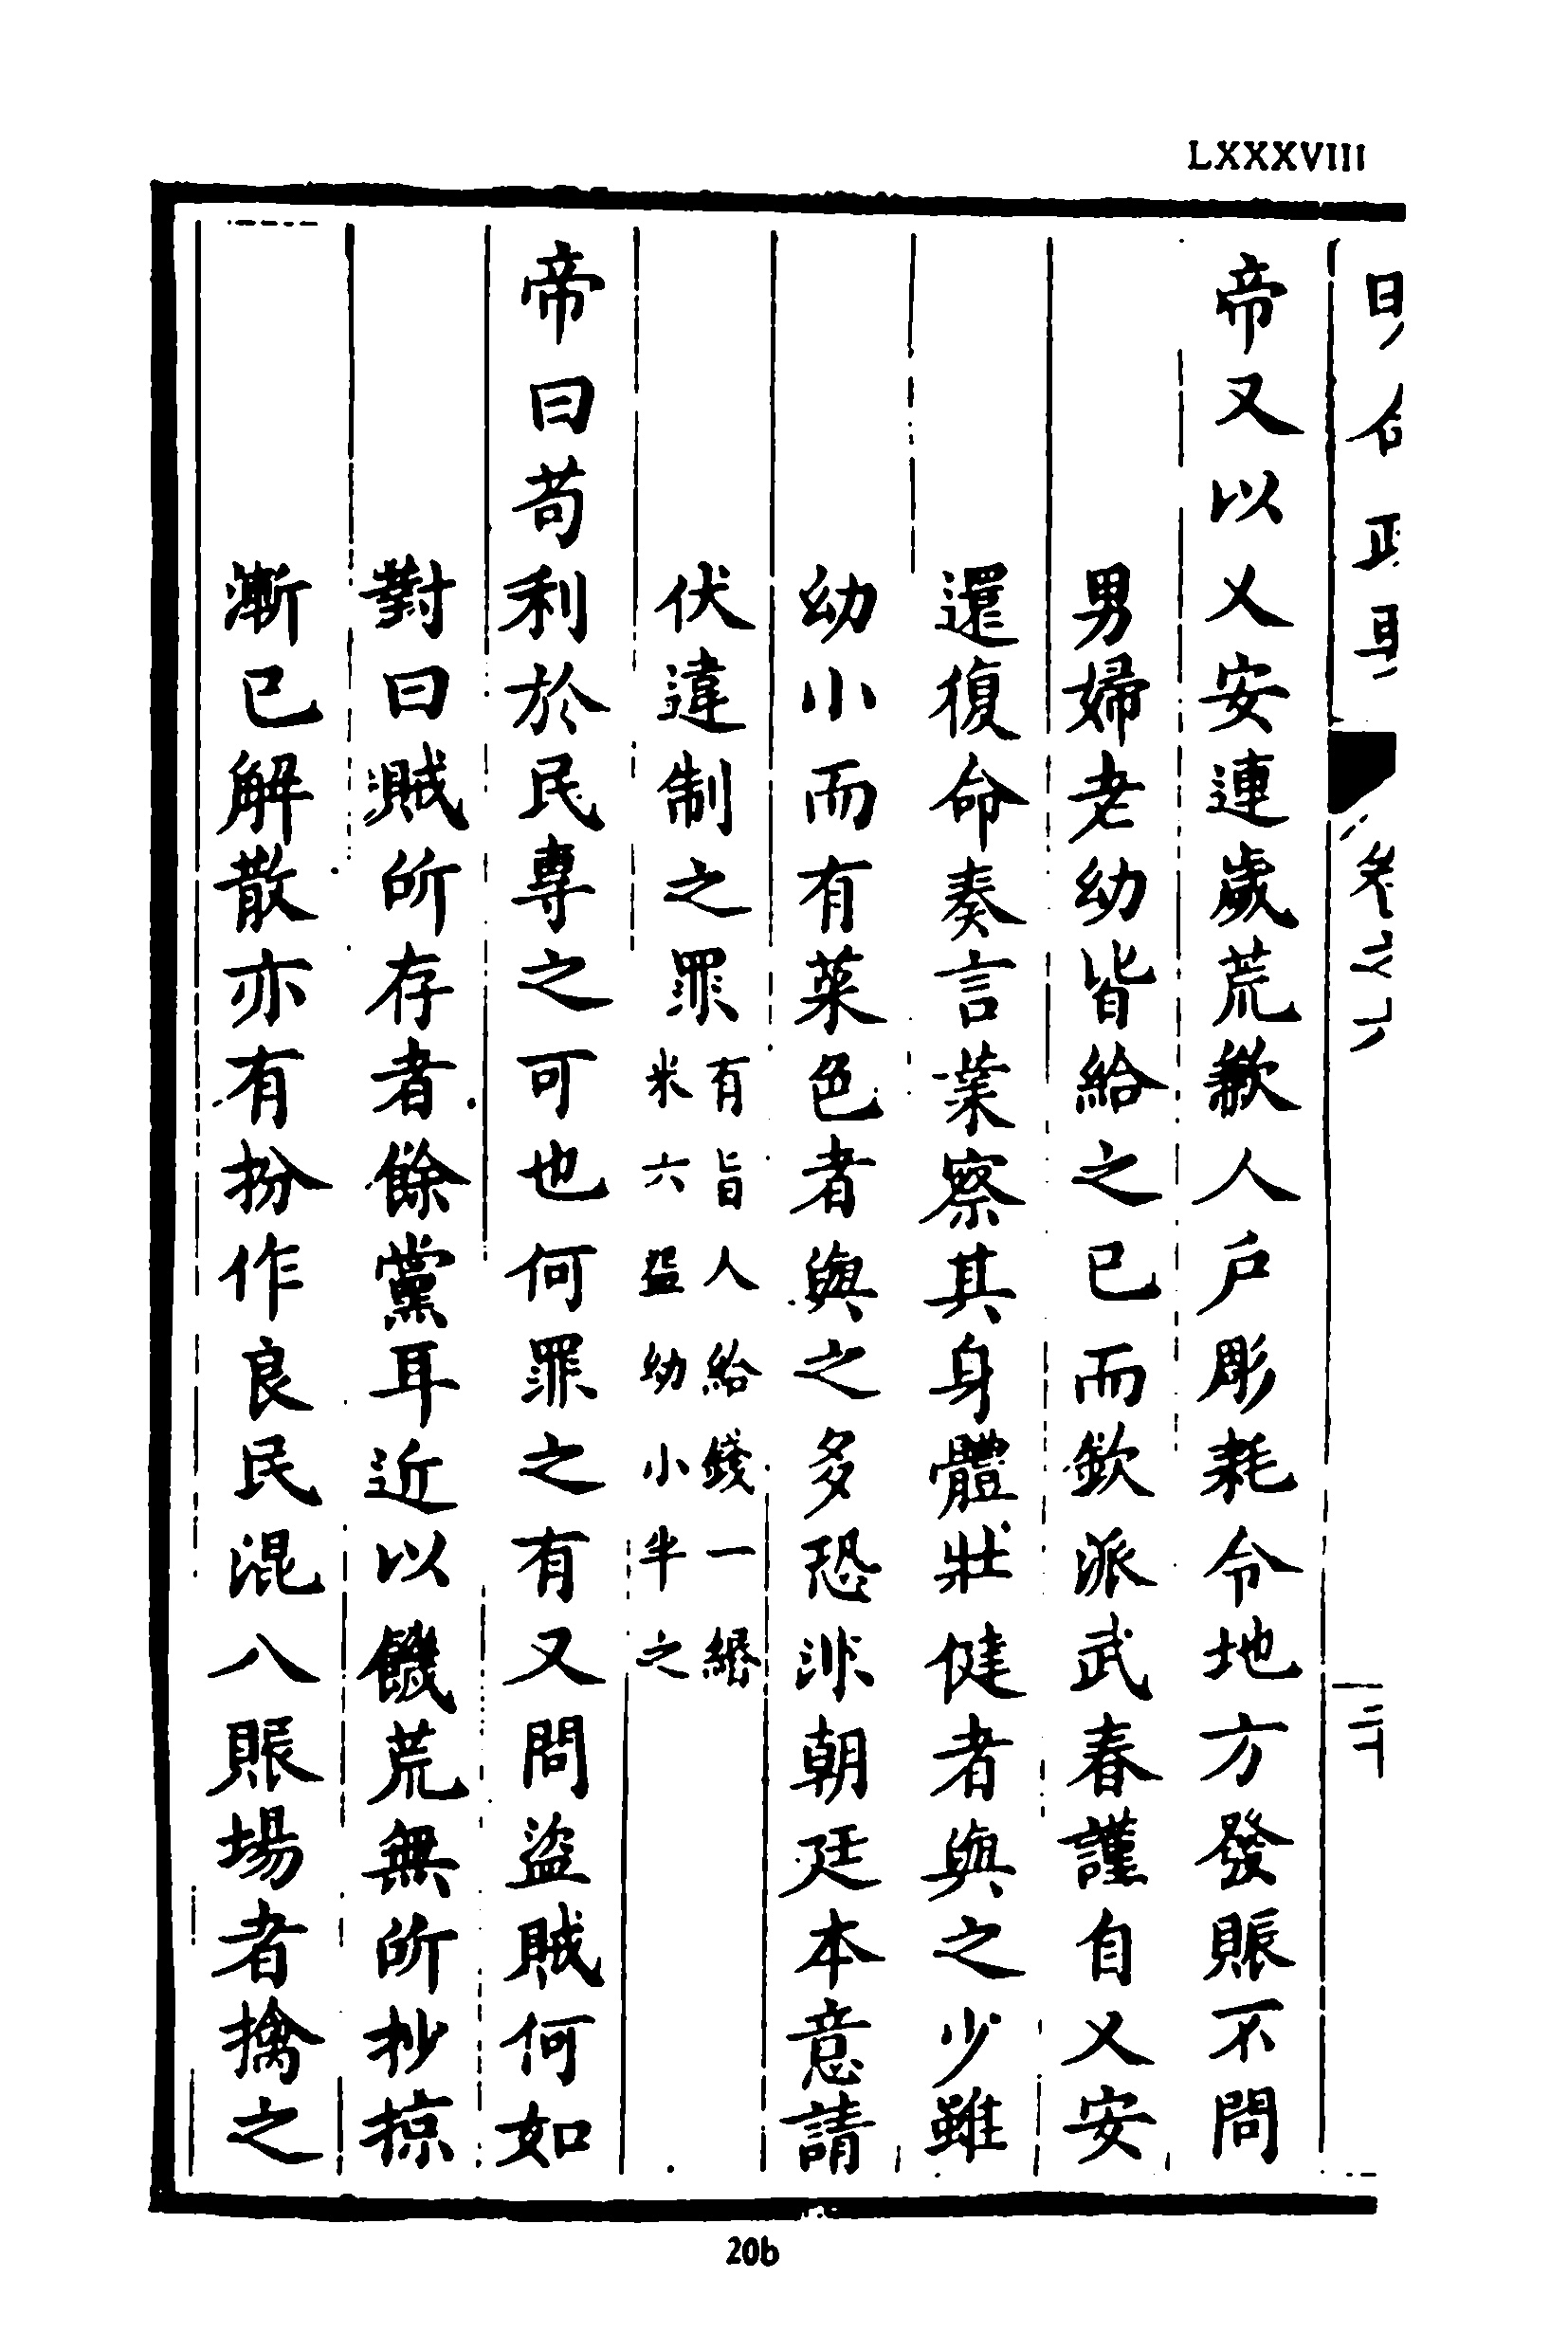 LXXXVIII
帝又以乂安連歲荒歉人戶彫耗令地方發賑不問
男婦老幼皆給之已而欽派武春謹自乂安
還復命奏言業察其身體壯健者與之少雖
幼小而有菜色者與之多恐非朝廷本意請
伏違制之罪有旨人給錢一緡
米六盌幼小半之
帝曰苟利於民專之可也何罪之有又問盜賊何如
對曰賊所存者餘黨耳近以饑荒無所抄掠
漸已解散亦有扮作良民混入賑場者擒之
20b